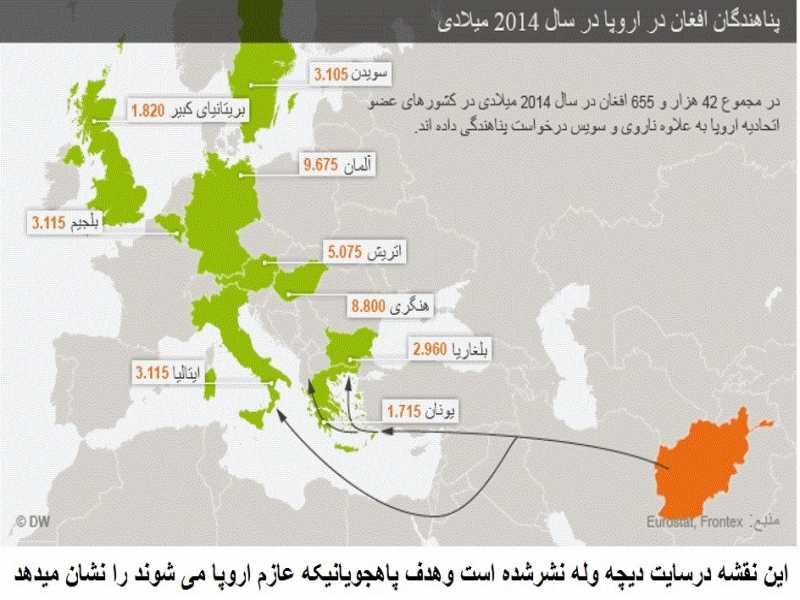 پناهندگان افغان در اروپا در سال 2014 میلادی
در مجموع 42 هزار و 655 افغان در سال 2014 میلادی در کشورهای عضو
اتحادیه اروپا به علاوه ناروی و سویس درخواست پناهندگی داده اند.
سویدن 3.105
بریتانیای کبیر 1.820
آلمان 9.675
بلجیم 3.115
اتریش 5.075
هنگری 8.800
بلغاریا 2.960
ایتالیا 3.115
یونان 1.715
© DW
منبع: Eurostat, Frontex
این نقشه درسایت دیچه وله نشرشده است وهدف پاهجویانیکه عازم اروپا می شوند را نشان میدهد